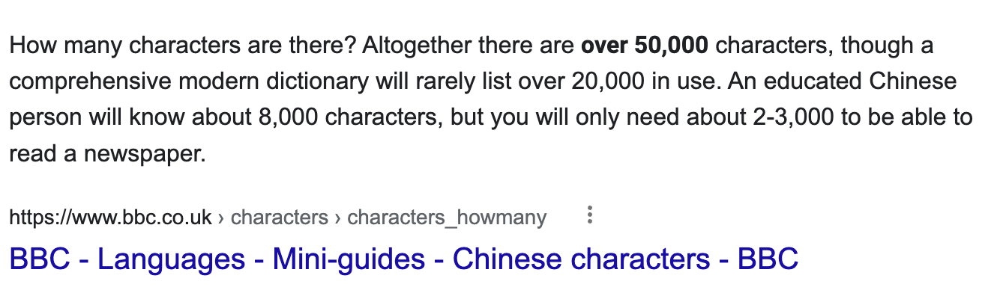 How many characters are there? Altogether there are over 50,000 characters, though a
comprehensive modern dictionary will rarely list over 20,000 in use. An educated Chinese
person will know about 8,000 characters, but you will only need about 2-3,000 to be able to
read a newspaper.
https://www.bbc.co.uk › characters › characters_howmany
BBC - Languages - Mini-guides - Chinese characters - BBC